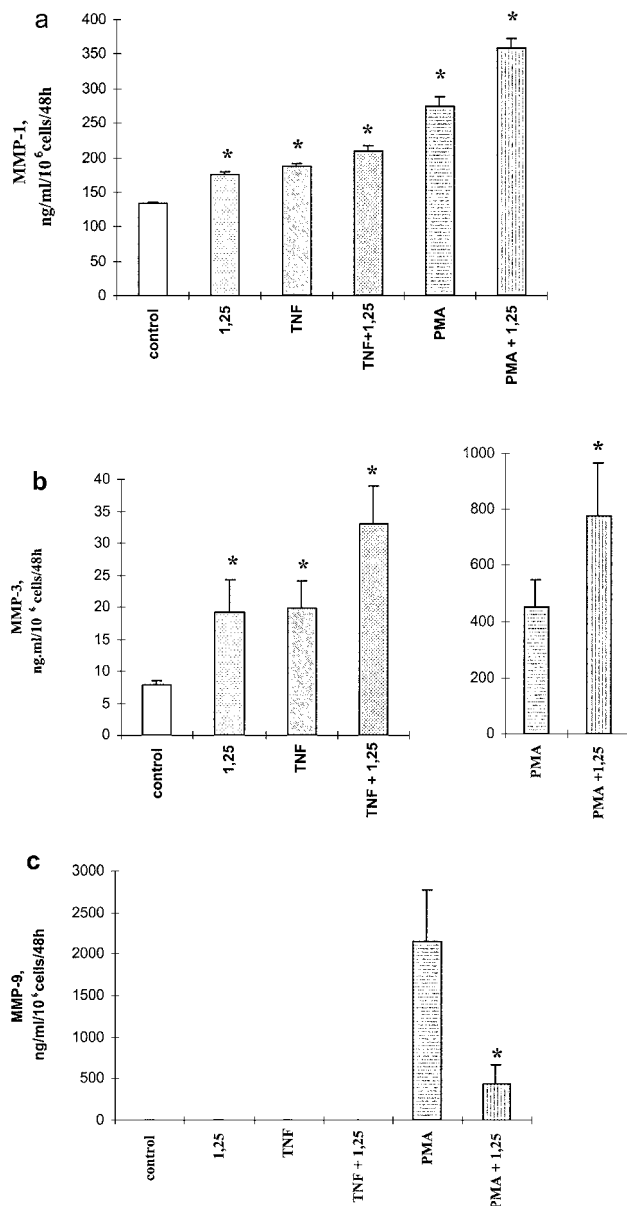 a
MMP-1,
ng/ml/10⁶cells/48h
400
350
300
250
200
150
100
50
0
*
*
*
*
*
control
1,25
TNF
TNF+1,25
PMA
PMA + 1,25
b
MMP-3,
ng.ml/10⁶ cells/48h
40
35
30
25
20
15
10
5
0
*
*
*
control
1,25
TNF
TNF + 1,25
1000
800
600
400
200
0
*
PMA
PMA +1,25
c
MMP-9,
ng/ml/10⁶cells/48h
3000
2500
2000
1500
1000
500
0
*
control
1,25
TNF
TNF + 1,25
PMA
PMA + 1,25